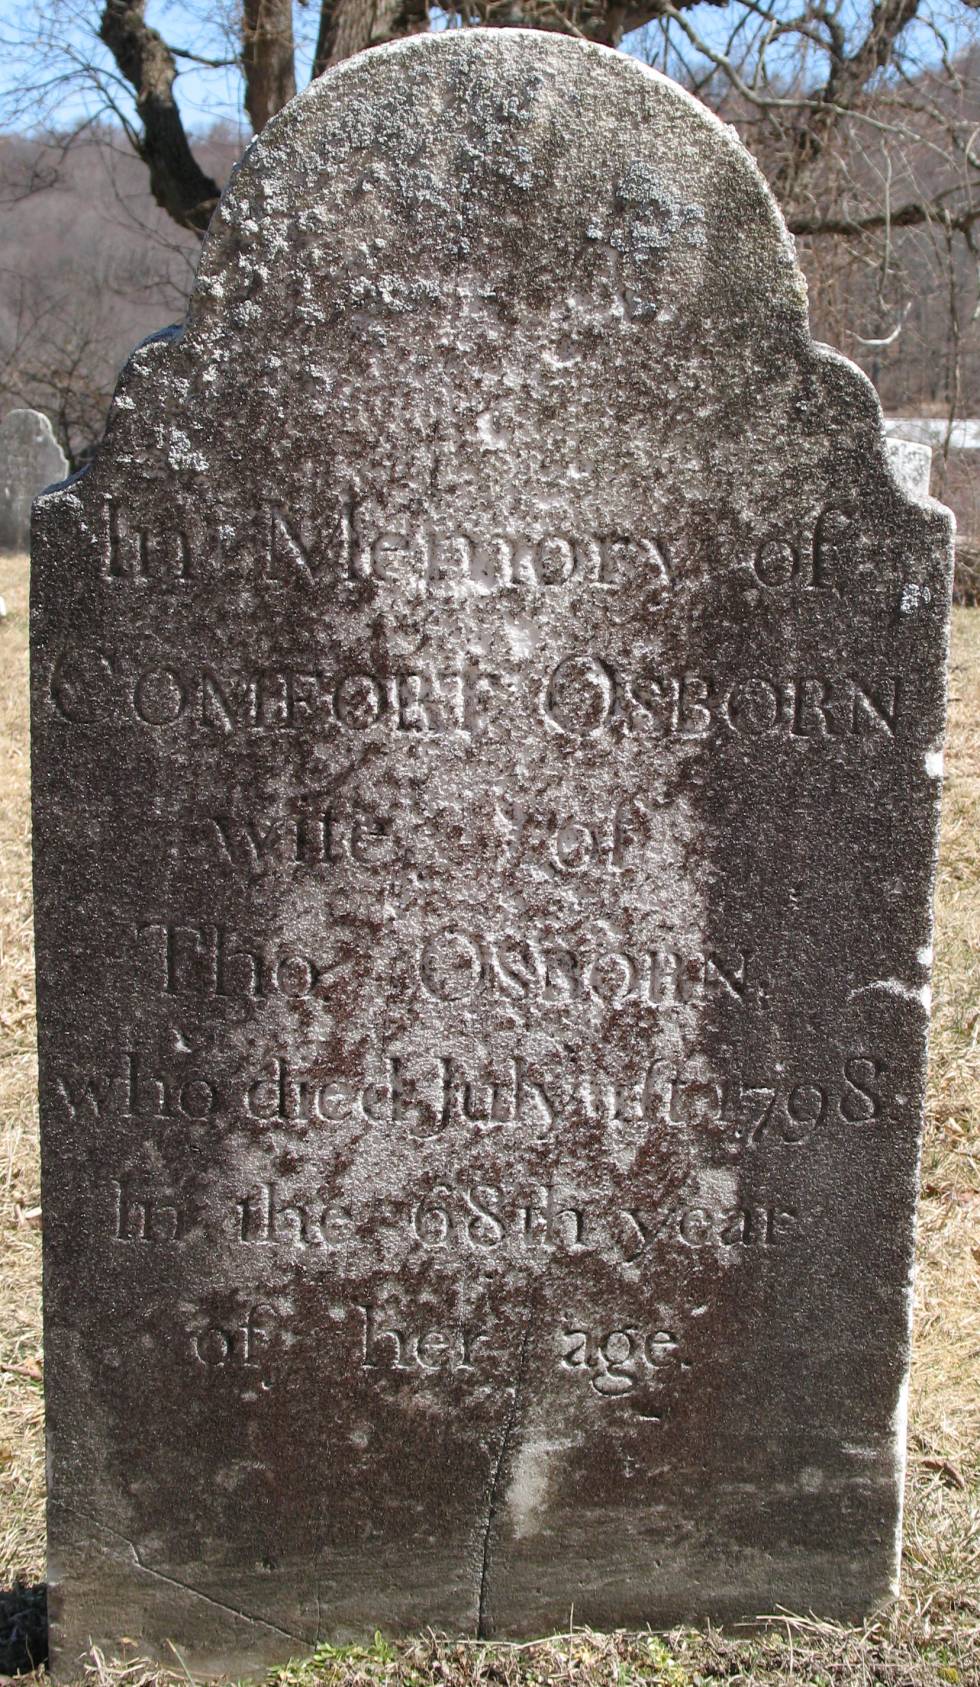 In Memory of
COMFORT OSBORN
wife of
Tho. OSBORN.
who died July 1ſt 1798
In the 68th year
of her age.